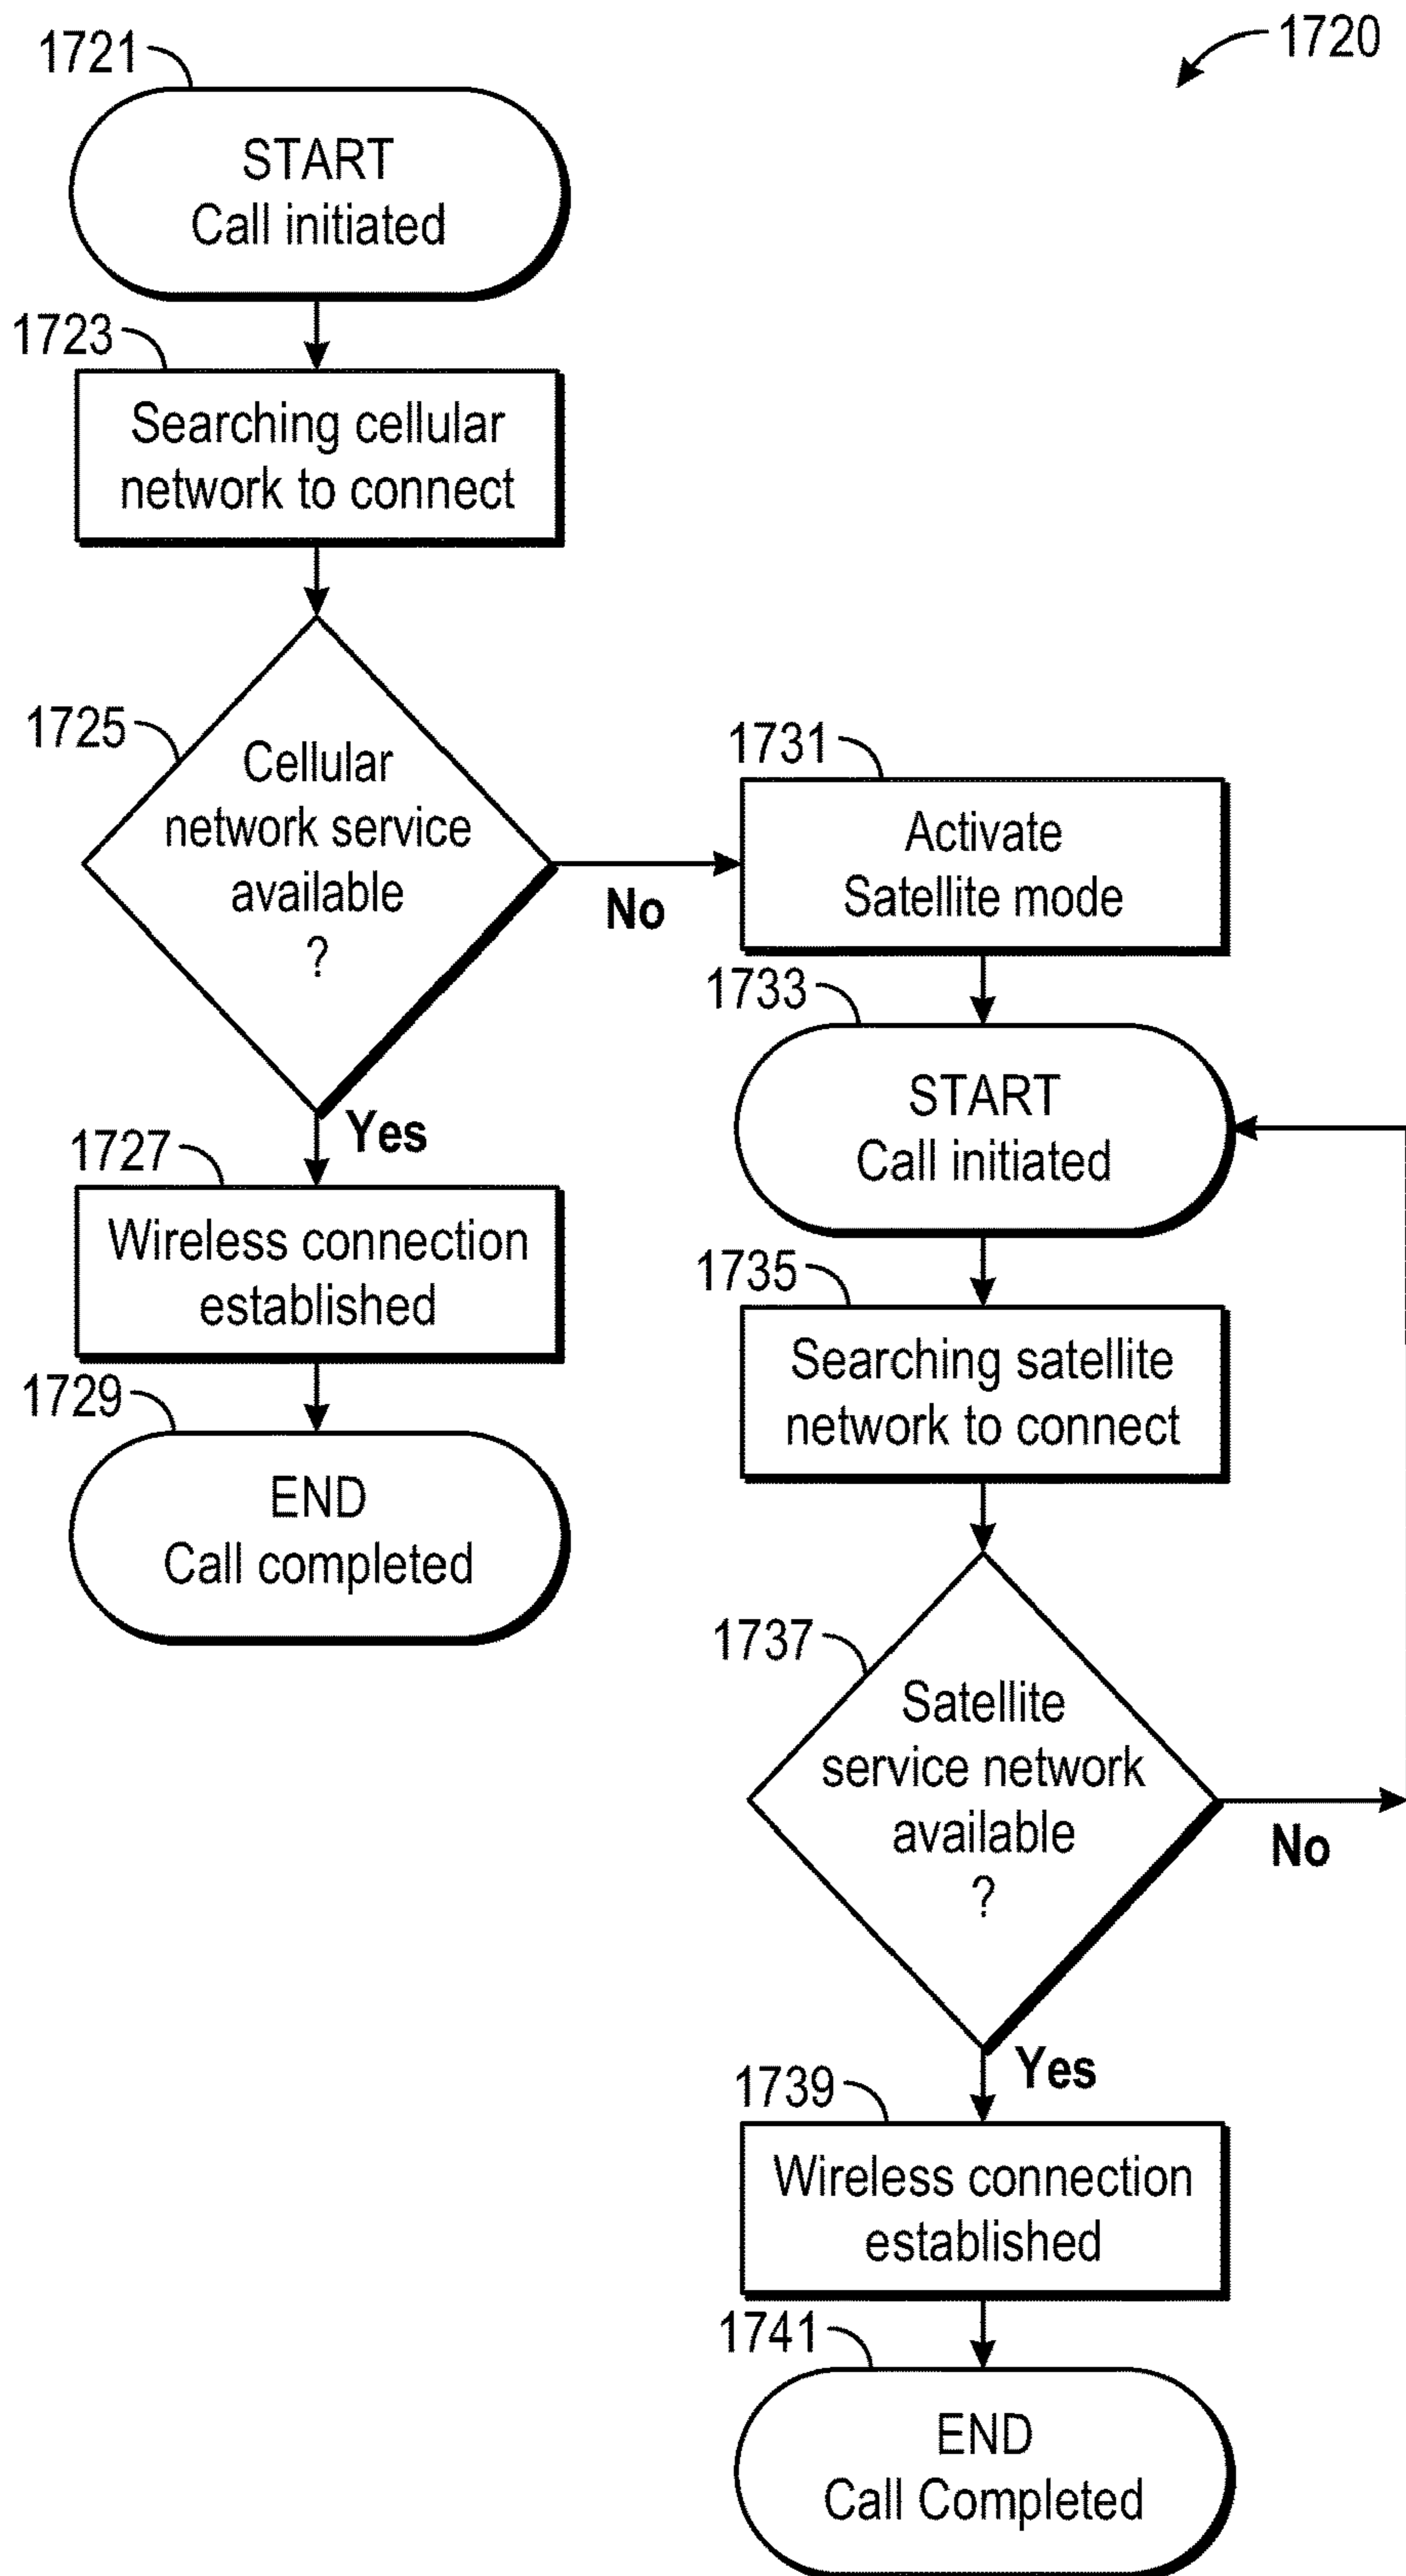 1720
1721
START
Call initiated
1723
Searching cellular
network to connect
1725
Cellular
network service
available
?
No
Yes
1727
Wireless connection
established
1729
END
Call completed
1731
Activate
Satellite mode
1733
START
Call initiated
1735
Searching satellite
network to connect
1737
Satellite
service network
available
?
No
Yes
1739
Wireless connection
established
1741
END
Call Completed